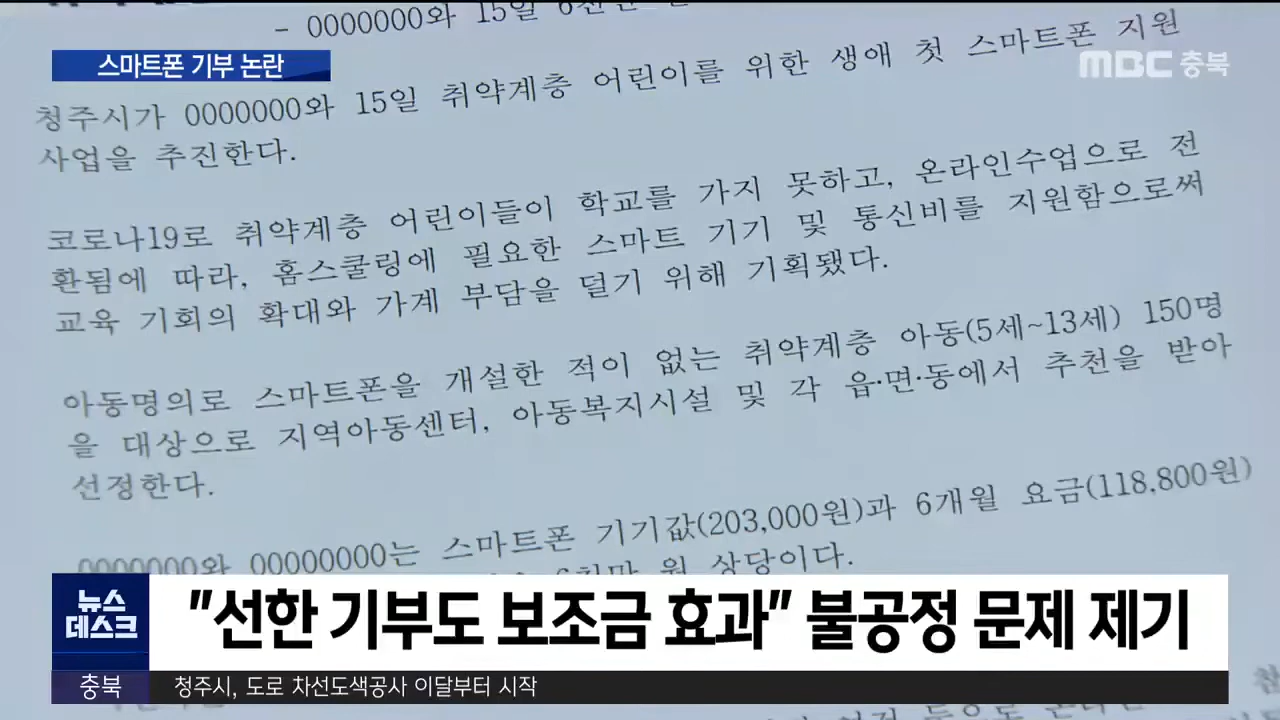 - 0000000와 15일
스마트폰 기부 논란
MBC 충북
청주시가 0000000와 15일 취약계층 어린이를 위한 생애 첫 스마트폰 지원
사업을 추진한다.
코로나19로 취약계층 어린이들이 학교를 가지 못하고, 온라인수업으로 전
환됨에 따라, 홈스쿨링에 필요한 스마트 기기 및 통신비를 지원함으로써
교육 기회의 확대와 가계 부담을 덜기 위해 기획됐다.
아동명의로 스마트폰을 개설한 적이 없는 취약계층 아동(5세~13세) 150명
을 대상으로 지역아동센터, 아동복지시설 및 각 읍·면·동에서 추천을 받아
선정한다.
0000000와 00000000는 스마트폰 기기값(203,000원)과 6개월 요금(118,800원)
상당이다.
뉴스
데스크
"선한 기부도 보조금 효과" 불공정 문제 제기
충북
청주시, 도로 차선도색공사 이달부터 시작